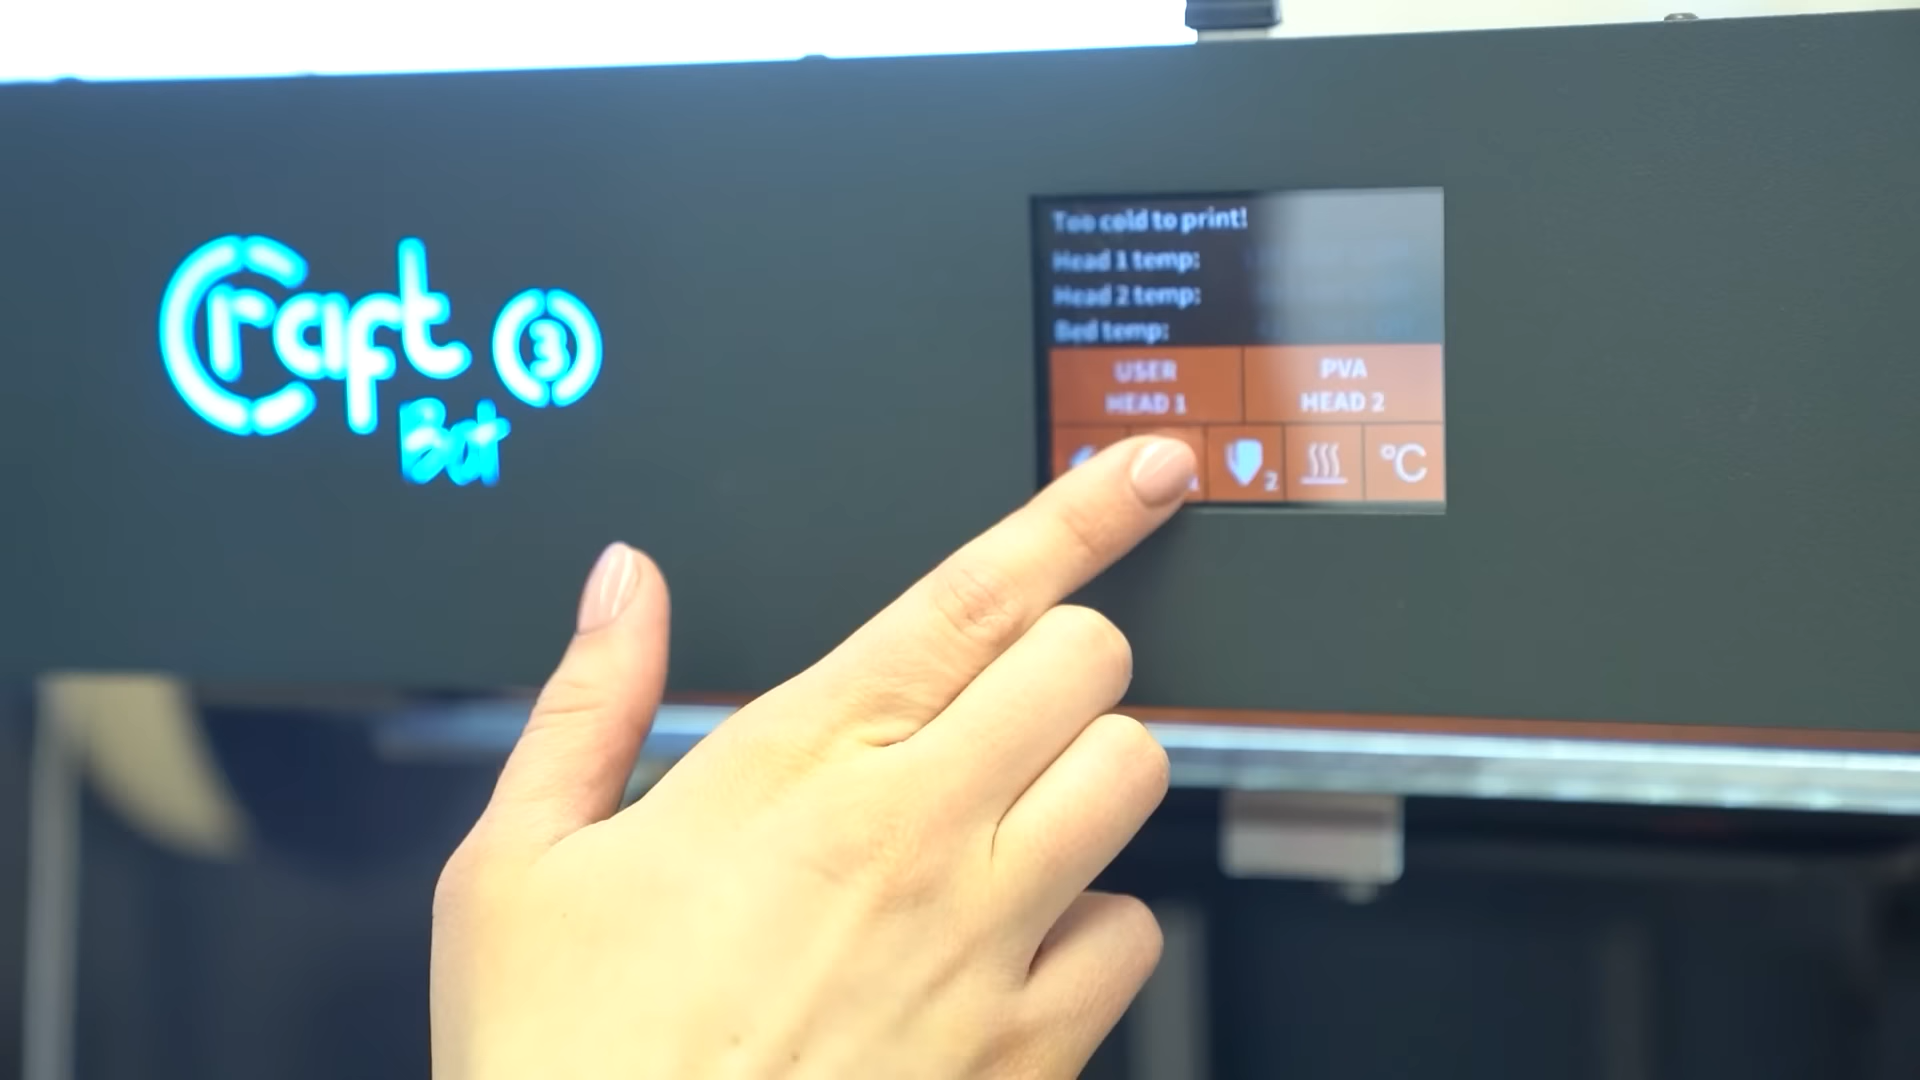 Craft 3
Bot
Too cold to print!
Head 1 temp:
Head 2 temp:
Bed temp:
USER
HEAD 1
PVA
HEAD 2
1
2
°C